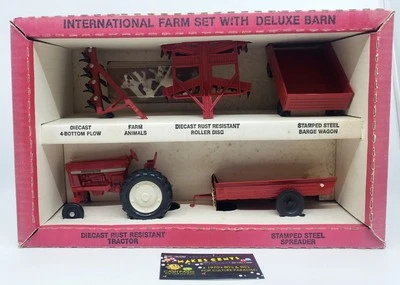 INTERNATIONAL FARM SET WITH DELUXE BARN
DIECAST
4-BOTTOM PLOW
FARM
ANIMALS
DIECAST RUST RESISTANT
ROLLER DISC
STAMPED STEEL
BARGE WAGON
DIECAST RUST RESISTANT
TRACTOR
STAMPED STEEL
SPREADER